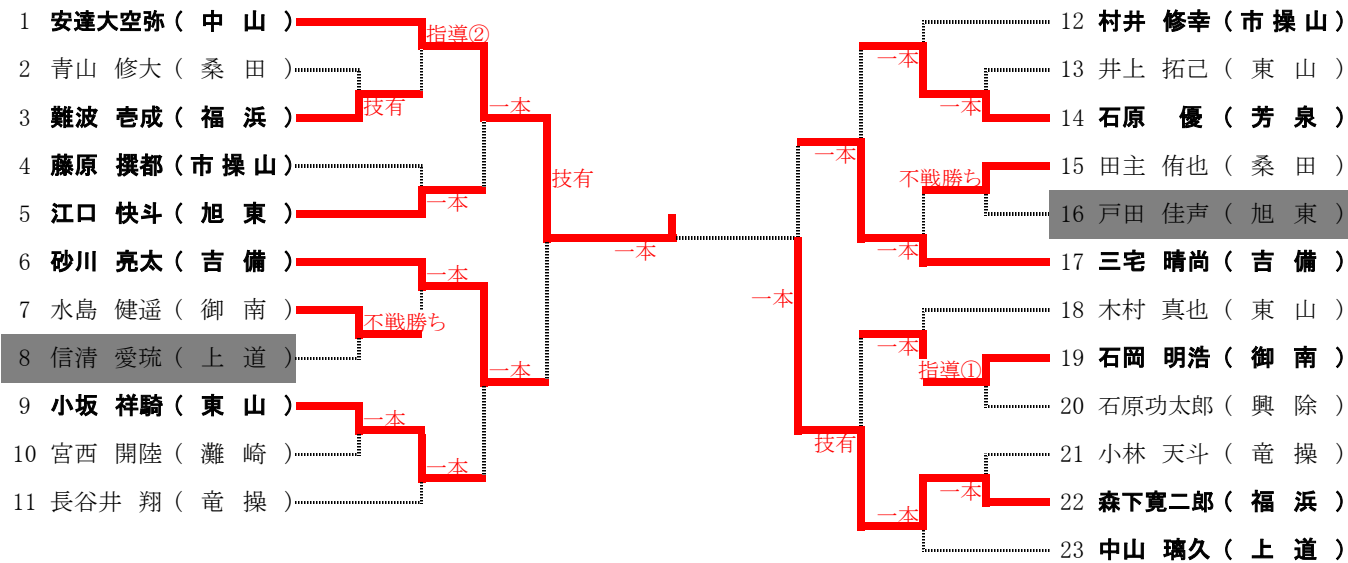 1 安達大空弥 ( 中 山 )
2 青山 修大 ( 桑 田 )
3 難波 壱成 ( 福 浜 )
4 藤原 撰都 ( 市 操 山 )
5 江口 快斗 ( 旭 東 )
6 砂川 亮太 ( 吉 備 )
7 水島 健遥 ( 御 南 )
8 信清 愛琉 ( 上 道 )
9 小坂 祥騎 ( 東 山 )
10 宮西 開陸 ( 灘 崎 )
11 長谷井 翔 ( 竜 操 )
指導②
技有
一本
一本
不戦勝ち
一本
一本
一本
一本
技有
一本
一本
技有
一本
一本
一本
一本
一本
一本
一本
不戦勝ち
指導①
一本
12 村井 修幸 ( 市 操 山 )
13 井上 拓己 ( 東 山 )
14 石原 優 ( 芳 泉 )
15 田主 侑也 ( 桑 田 )
16 戸田 佳声 ( 旭 東 )
17 三宅 晴尚 ( 吉 備 )
18 木村 真也 ( 東 山 )
19 石岡 明浩 ( 御 南 )
20 石原功太郎 ( 興 除 )
21 小林 天斗 ( 竜 操 )
22 森下寛二郎 ( 福 浜 )
23 中山 璃久 ( 上 道 )